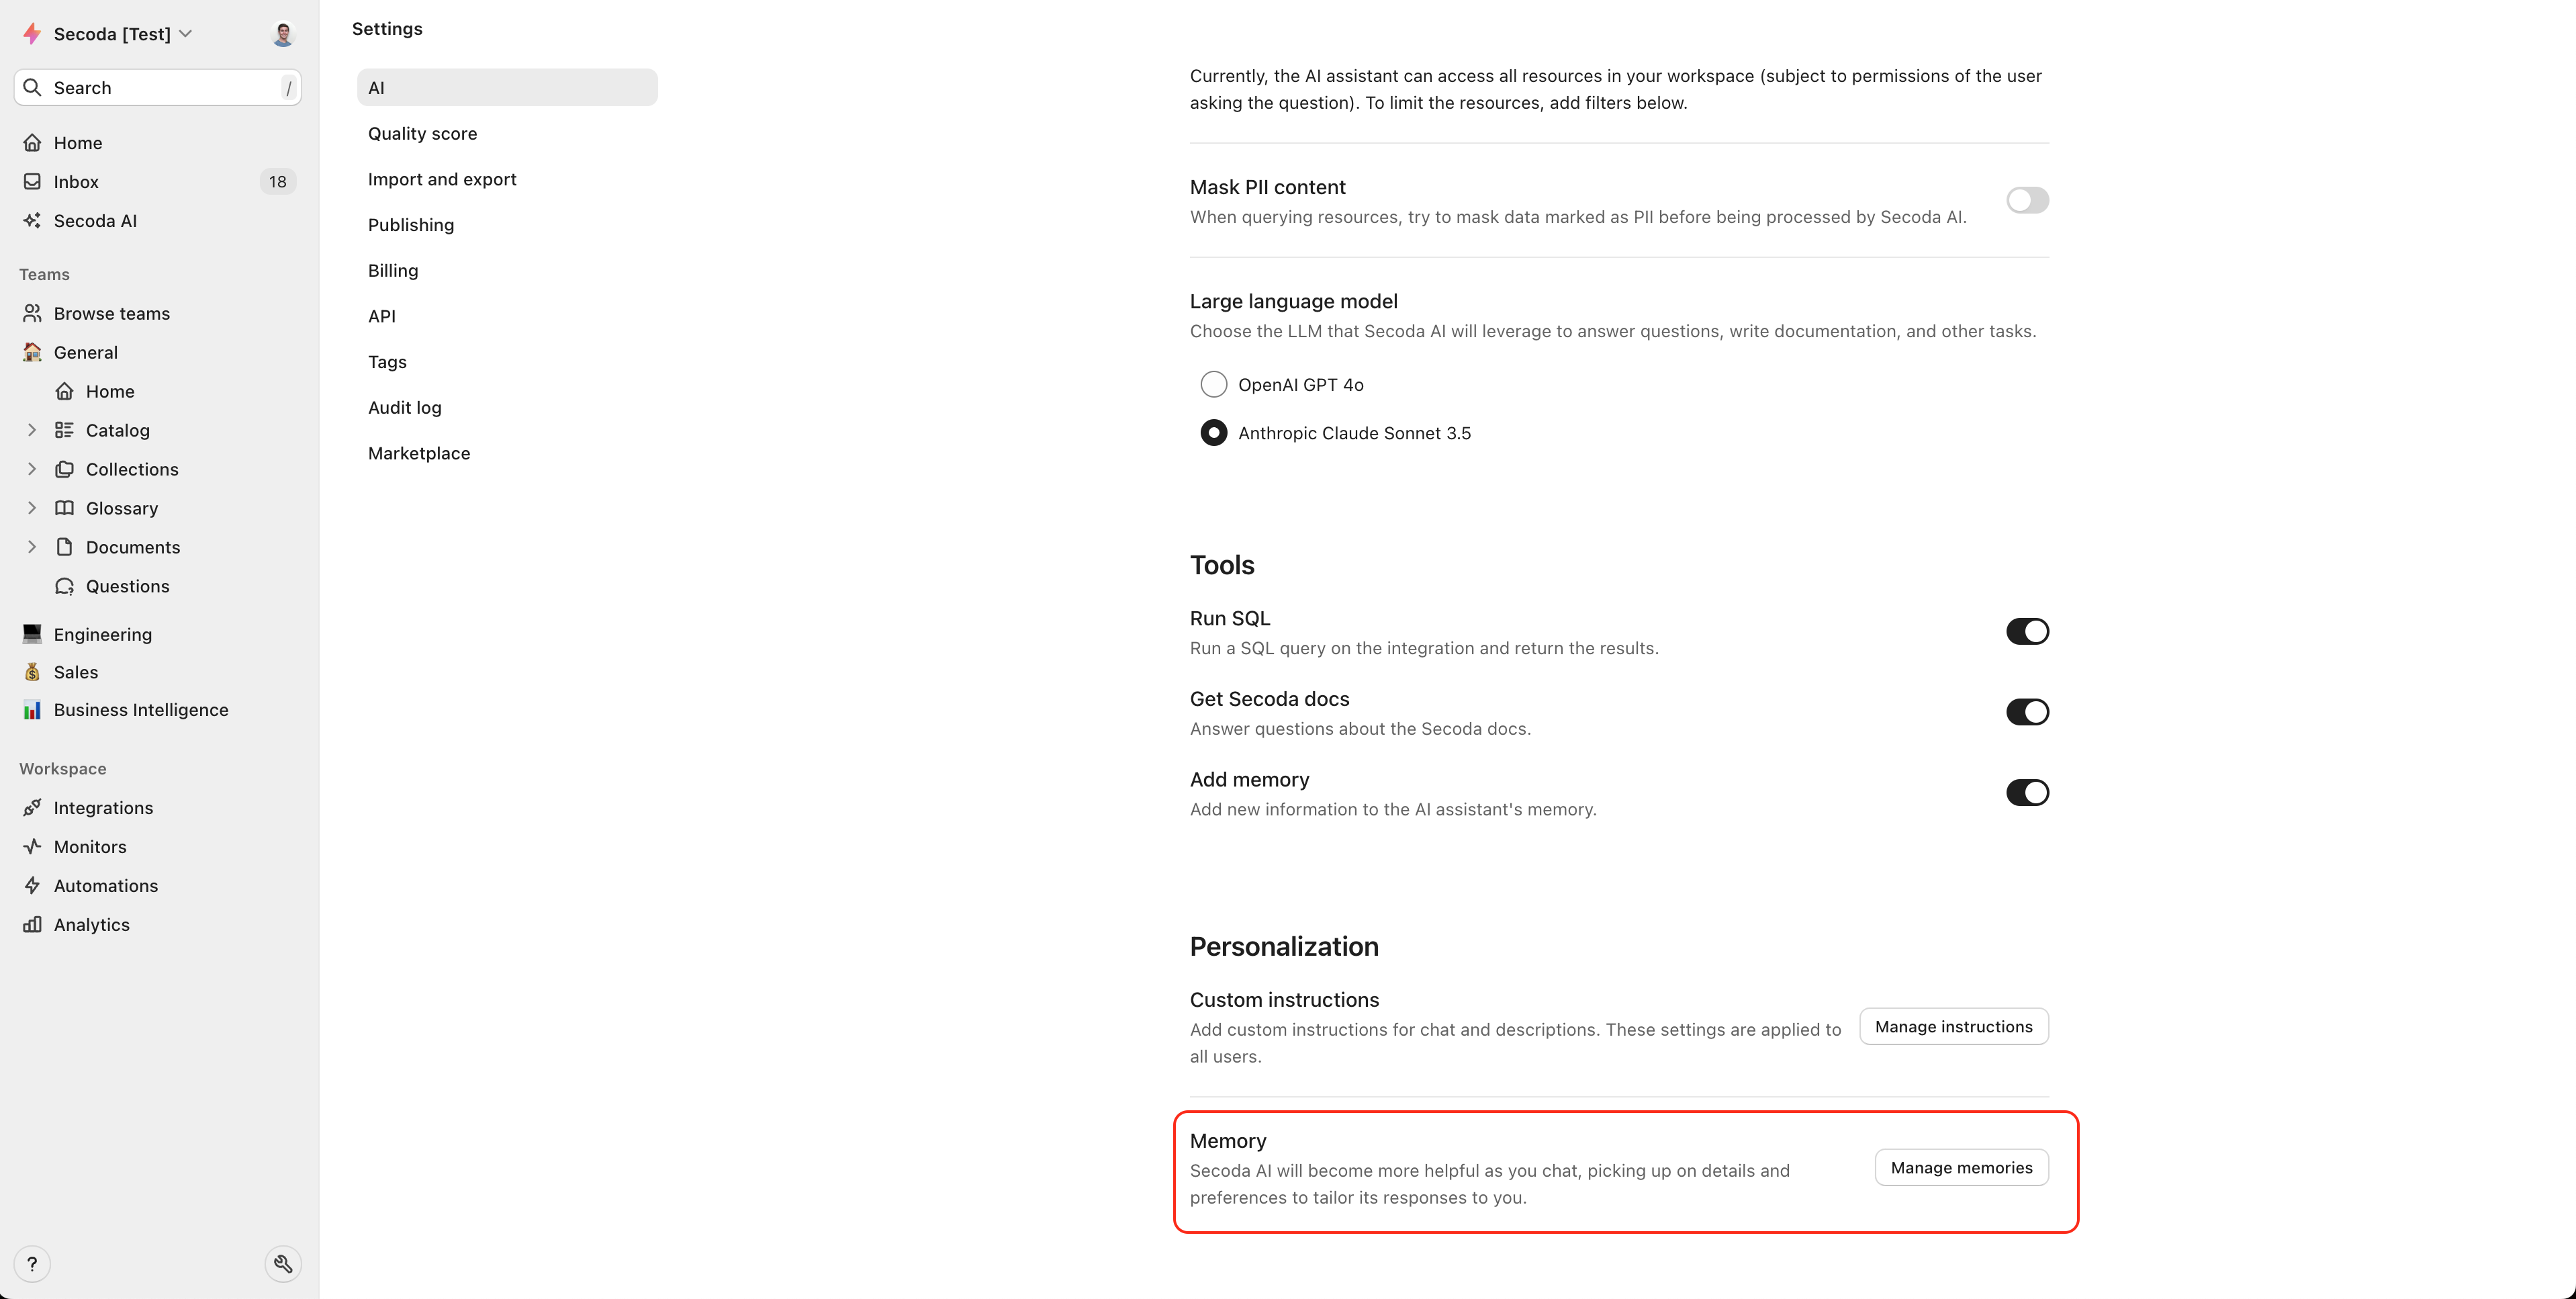 Secoda [Test]
Search
/
Home
Inbox
18
Secoda AI
Teams
Browse teams
General
Home
Catalog
Collections
Glossary
Documents
Questions
Engineering
Sales
Business Intelligence
Workspace
Integrations
Monitors
Automations
Analytics
?
Settings
AI
Quality score
Import and export
Publishing
Billing
API
Tags
Audit log
Marketplace
Currently, the AI assistant can access all resources in your workspace (subject to permissions of the user
asking the question). To limit the resources, add filters below.
Mask PII content
When querying resources, try to mask data marked as PII before being processed by Secoda AI.
Large language model
Choose the LLM that Secoda AI will leverage to answer questions, write documentation, and other tasks.
OpenAI GPT 4o
Anthropic Claude Sonnet 3.5
Tools
Run SQL
Run a SQL query on the integration and return the results.
Get Secoda docs
Answer questions about the Secoda docs.
Add memory
Add new information to the AI assistant's memory.
Personalization
Custom instructions
Add custom instructions for chat and descriptions. These settings are applied to
all users.
Manage instructions
Memory
Secoda AI will become more helpful as you chat, picking up on details and
preferences to tailor its responses to you.
Manage memories